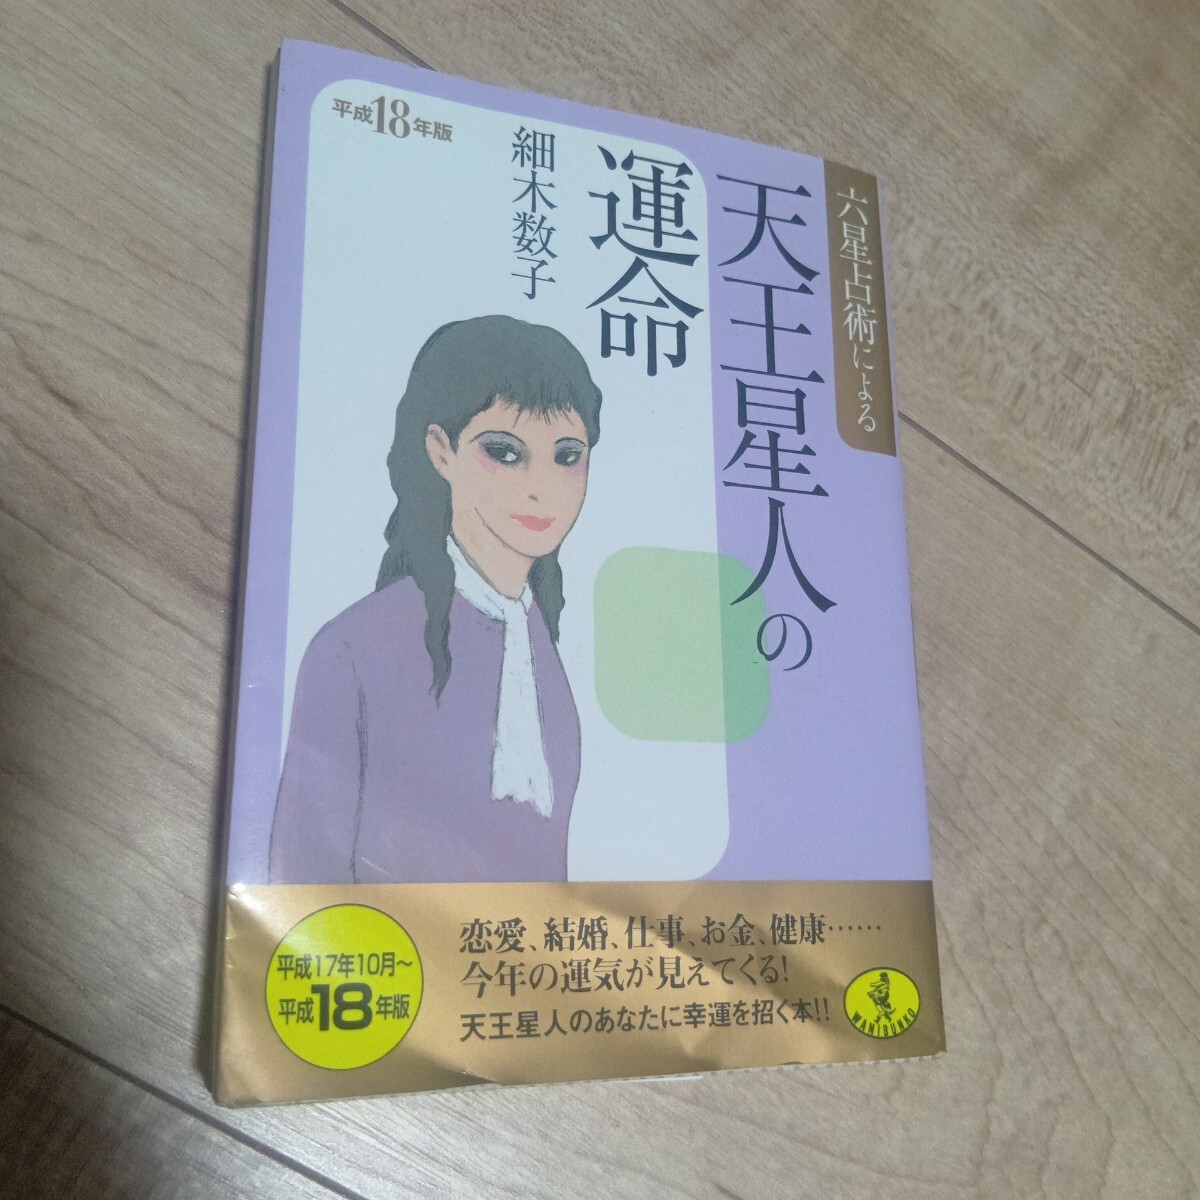 六星占術による
天王星人の
運命
細木数子
平成18年版
恋愛、結婚、仕事、お金、健康……
今年の運気が見えてくる!
天王星人のあなたに幸運を招く本!!
平成17年10月〜
平成18年版
WANIBUNKO